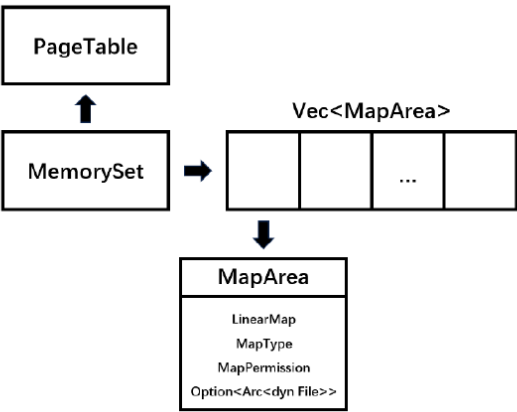 PageTable
Vec<MapArea>
MemorySet
...
MapArea
LinearMap
MapType
MapPermission
Option<Arc<dyn File>>